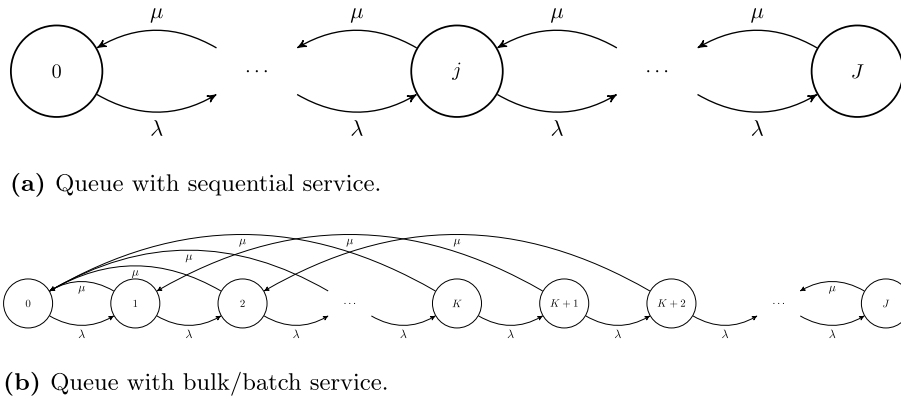 μ μ μ μ
0 ⋯ j ⋯ J
λ λ λ λ
(a) Queue with sequential service.
μ μ μ
μ
μ
μ μ
0 1 2 ⋯ K K + 1 K + 2 ⋯ J
λ λ λ λ λ λ λ λ
(b) Queue with bulk/batch service.